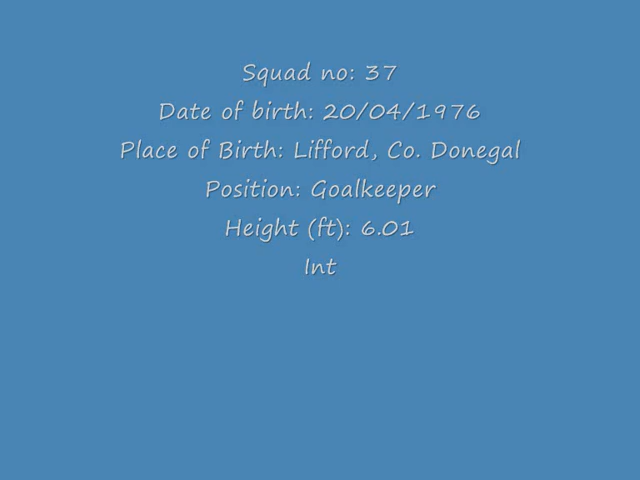 Squad no: 37
Date of birth: 20/04/1976
Place of Birth: Lifford, Co. Donegal
Position: Goalkeeper
Height (ft): 6.01
Int